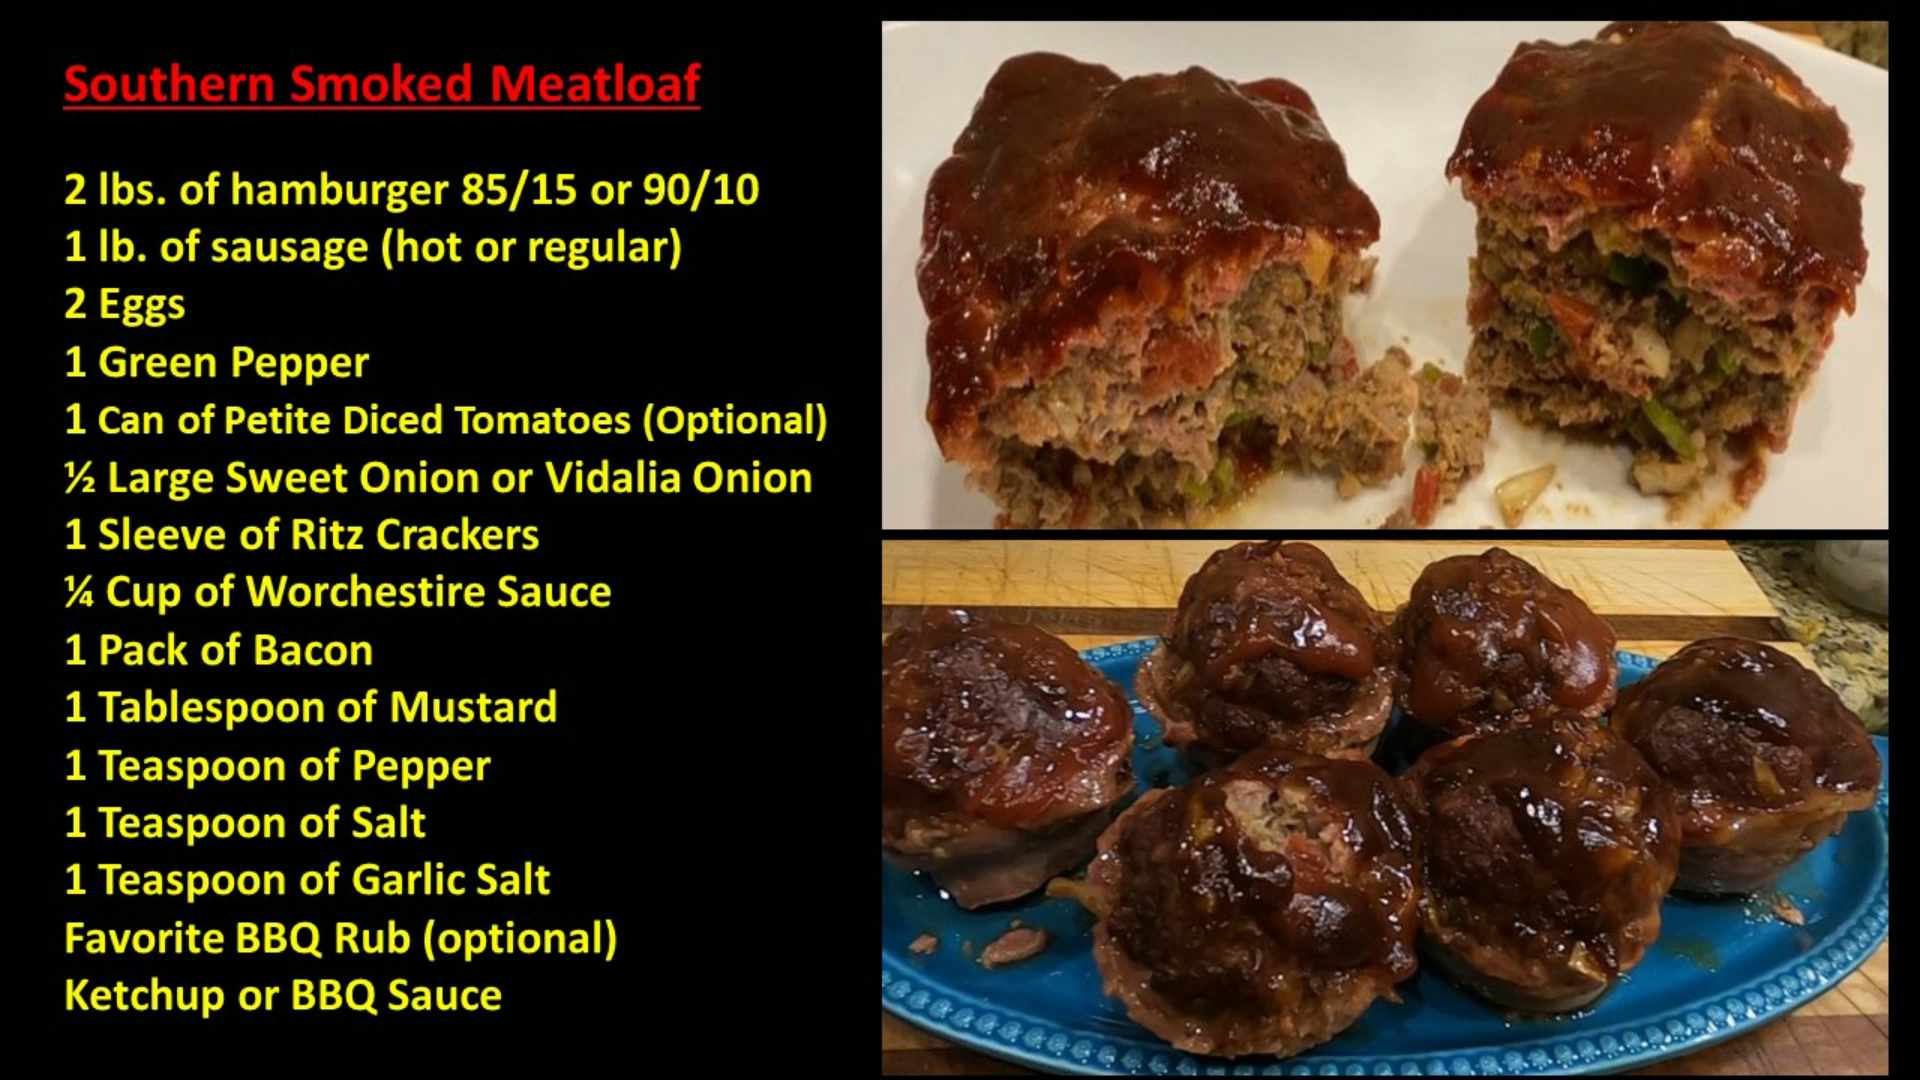 Southern Smoked Meatloaf
2 lbs. of hamburger 85/15 or 90/10
1 lb. of sausage (hot or regular)
2 Eggs
1 Green Pepper
1 Can of Petite Diced Tomatoes (Optional)
½ Large Sweet Onion or Vidalia Onion
1 Sleeve of Ritz Crackers
¼ Cup of Worchestire Sauce
1 Pack of Bacon
1 Tablespoon of Mustard
1 Teaspoon of Pepper
1 Teaspoon of Salt
1 Teaspoon of Garlic Salt
Favorite BBQ Rub (optional)
Ketchup or BBQ Sauce